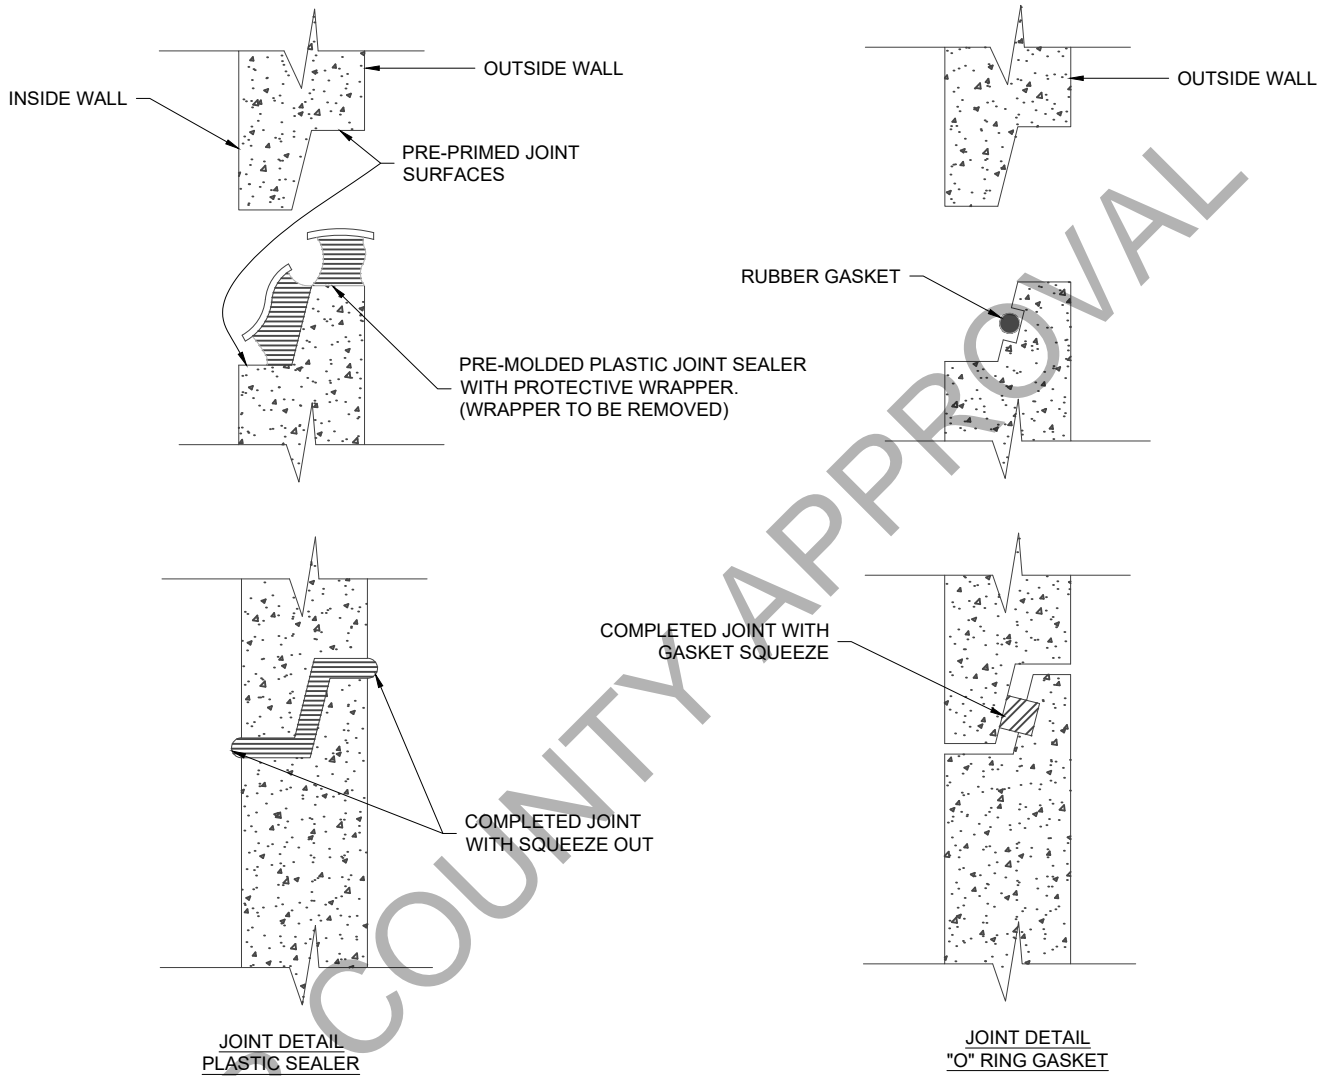 OUTSIDE WALL
INSIDE WALL
PRE-PRIMED JOINT
SURFACES
PRE-MOLDED PLASTIC JOINT SEALER
WITH PROTECTIVE WRAPPER.
(WRAPPER TO BE REMOVED)
COMPLETED JOINT
WITH SQUEEZE OUT
JOINT DETAIL
PLASTIC SEALER
OUTSIDE WALL
RUBBER GASKET
COMPLETED JOINT WITH
GASKET SQUEEZE
JOINT DETAIL
"O" RING GASKET
COUNTY APPROVAL